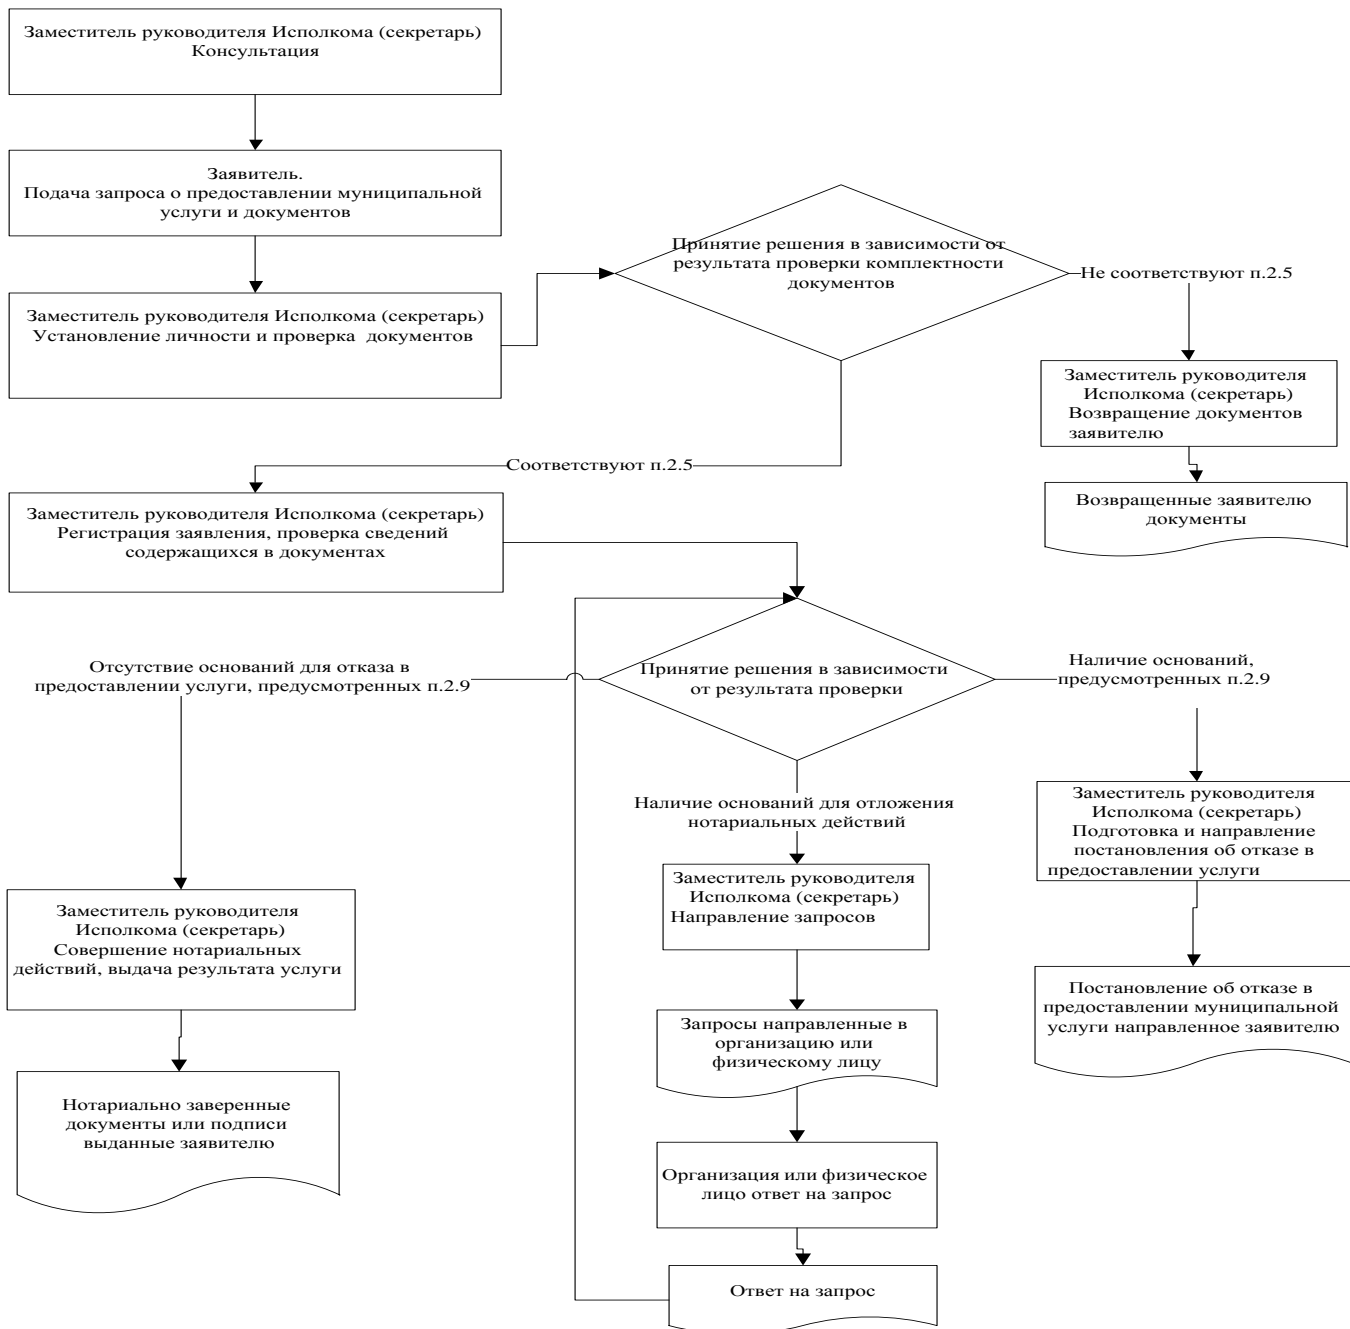 Заместитель руководителя Исполкома (секретарь)
Консультация
Заявитель.
Подача запроса о предоставлении муниципальной
услуги и документов
Заместитель руководителя Исполкома (секретарь)
Установление личности и проверка документов
Принятие решения в зависимости от
результата проверки комплектности
документов
Не соответствуют п.2.5
Заместитель руководителя
Исполкома (секретарь)
Возвращение документов
заявителю
Возвращенные заявителю
документы
Соответствуют п.2.5
Заместитель руководителя Исполкома (секретарь)
Регистрация заявления, проверка сведений
содержащихся в документах
Принятие решения в зависимости
от результата проверки
Отсутствие оснований для отказа в
предоставлении услуги, предусмотренных п.2.9
Наличие оснований,
предусмотренных п.2.9
Наличие оснований для отложения
нотариальных действий
Заместитель руководителя
Исполкома (секретарь)
Совершение нотариальных
действий, выдача результата услуги
Нотариально заверенные
документы или подписи
выданные заявителю
Заместитель руководителя
Исполкома (секретарь)
Направление запросов
Запросы направленные в
организацию или
физическому лицу
Организация или физическое
лицо ответ на запрос
Ответ на запрос
Заместитель руководителя
Исполкома (секретарь)
Подготовка и направление
постановления об отказе в
предоставлении услуги
Постановление об отказе в
предоставлении муниципальной
услуги направленное заявителю